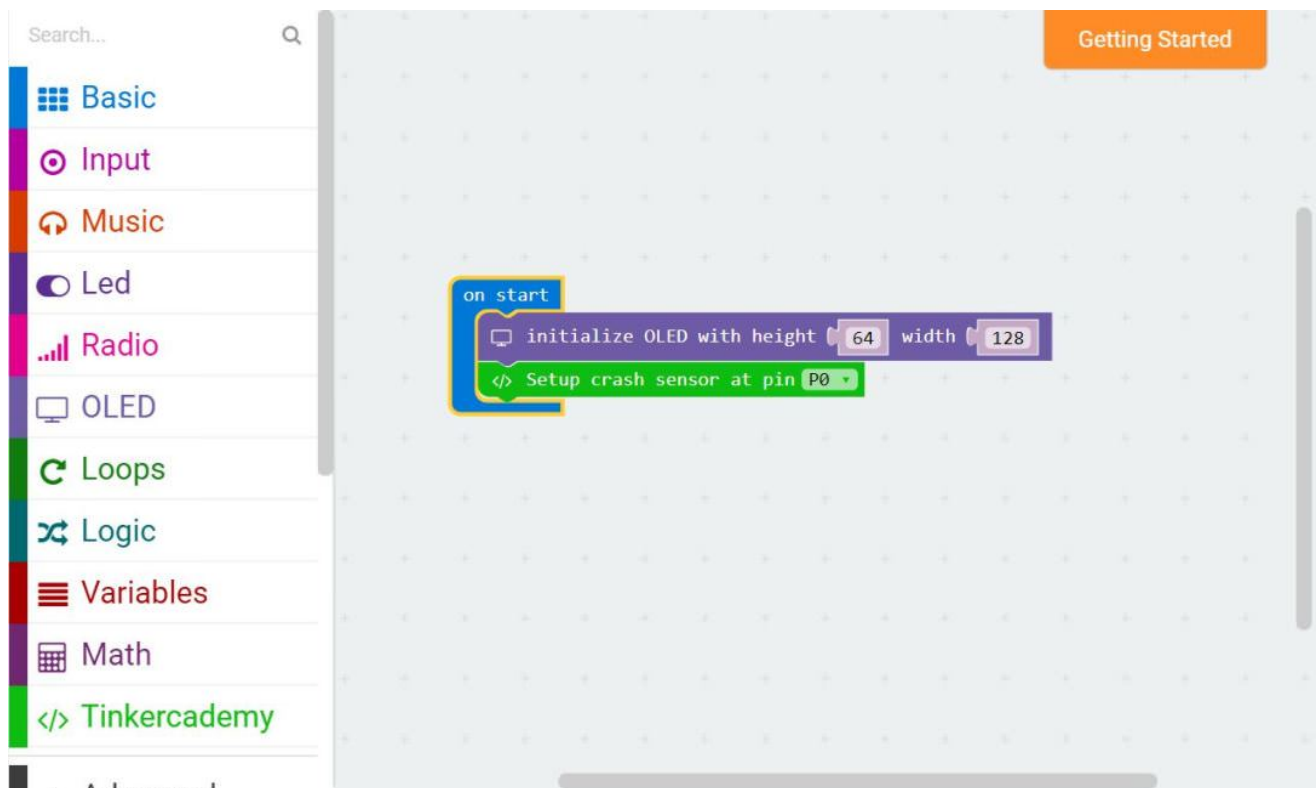 Search...
Getting Started
Basic
Input
Music
Led
Radio
OLED
Loops
Logic
Variables
Math
Tinkercademy
on start
initialize OLED with height 64 width 128
Setup crash sensor at pin P0